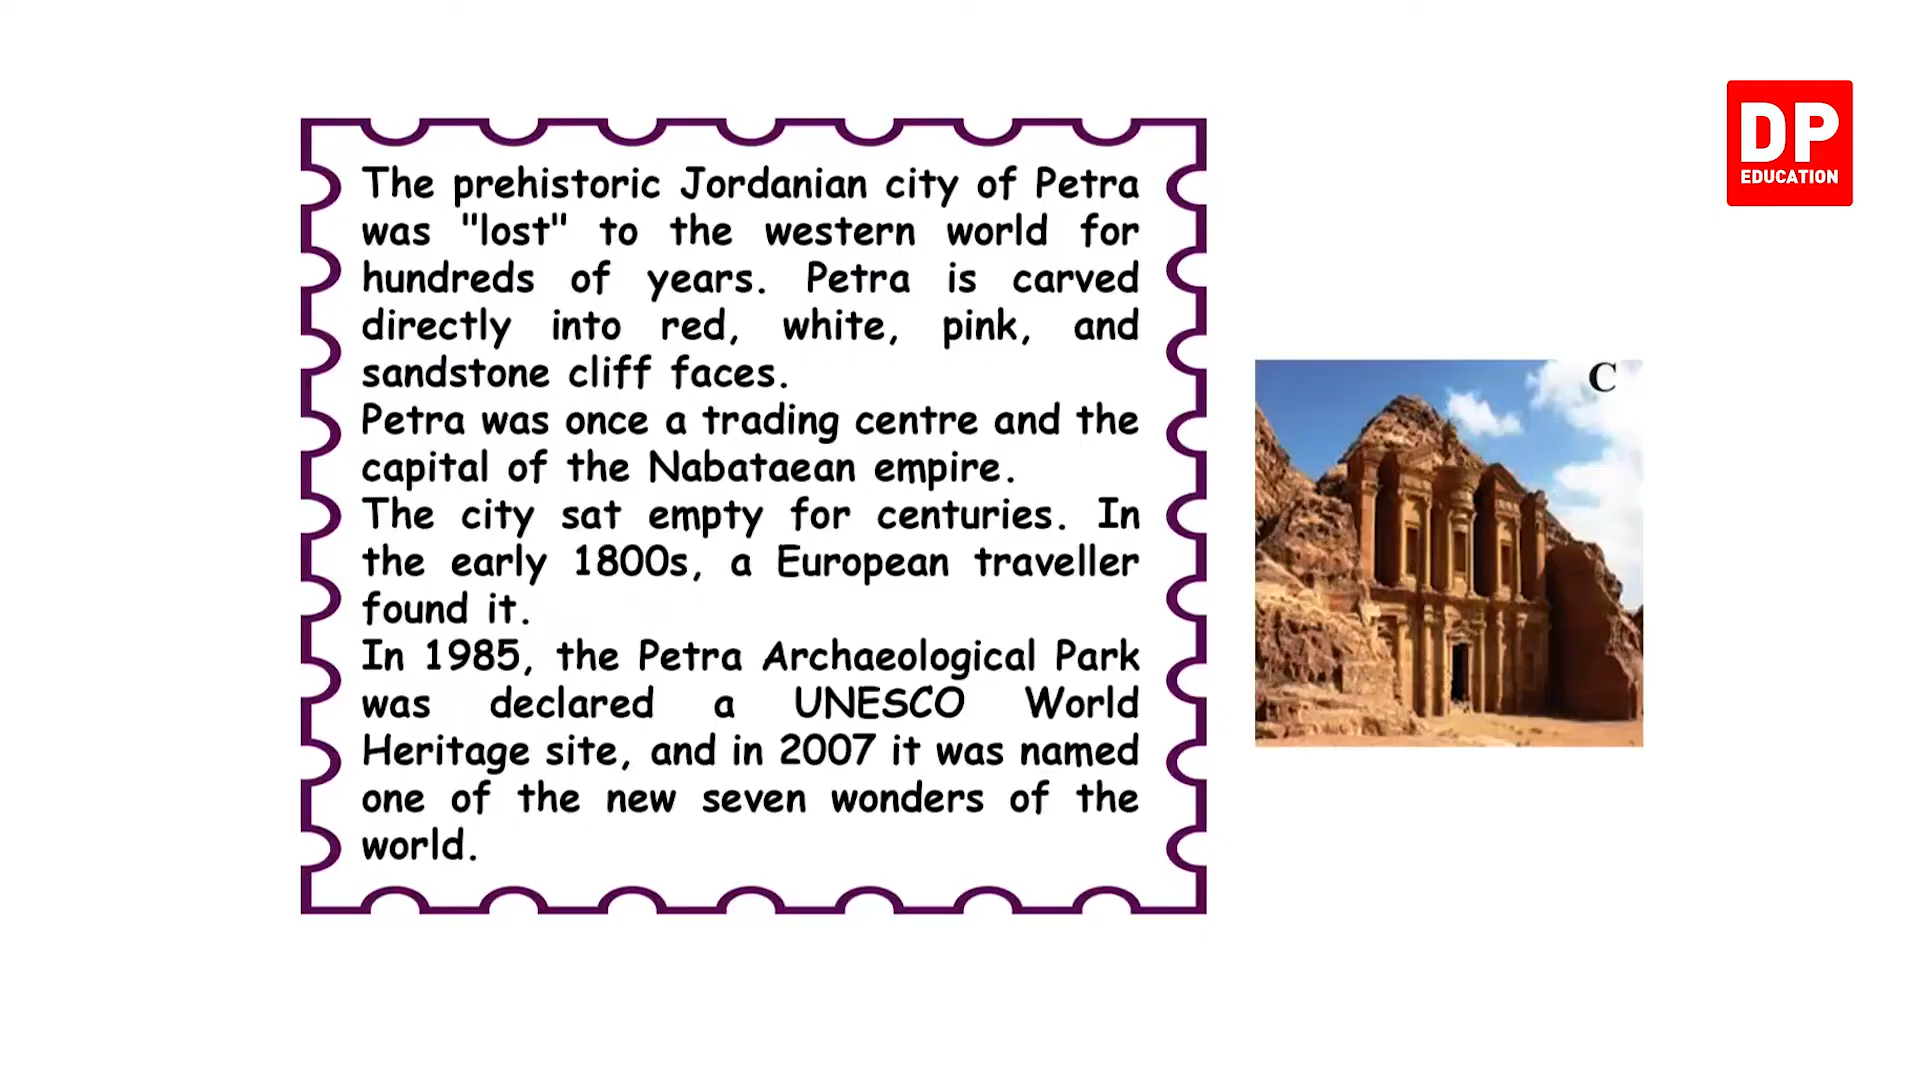 DP
EDUCATION
The prehistoric Jordanian city of Petra
was "lost" to the western world for
hundreds of years. Petra is carved
directly into red, white, pink, and
sandstone cliff faces.
Petra was once a trading centre and the
capital of the Nabataean empire.
The city sat empty for centuries. In
the early 1800s, a European traveller
found it.
In 1985, the Petra Archaeological Park
was declared a UNESCO World
Heritage site, and in 2007 it was named
one of the new seven wonders of the
world.
C